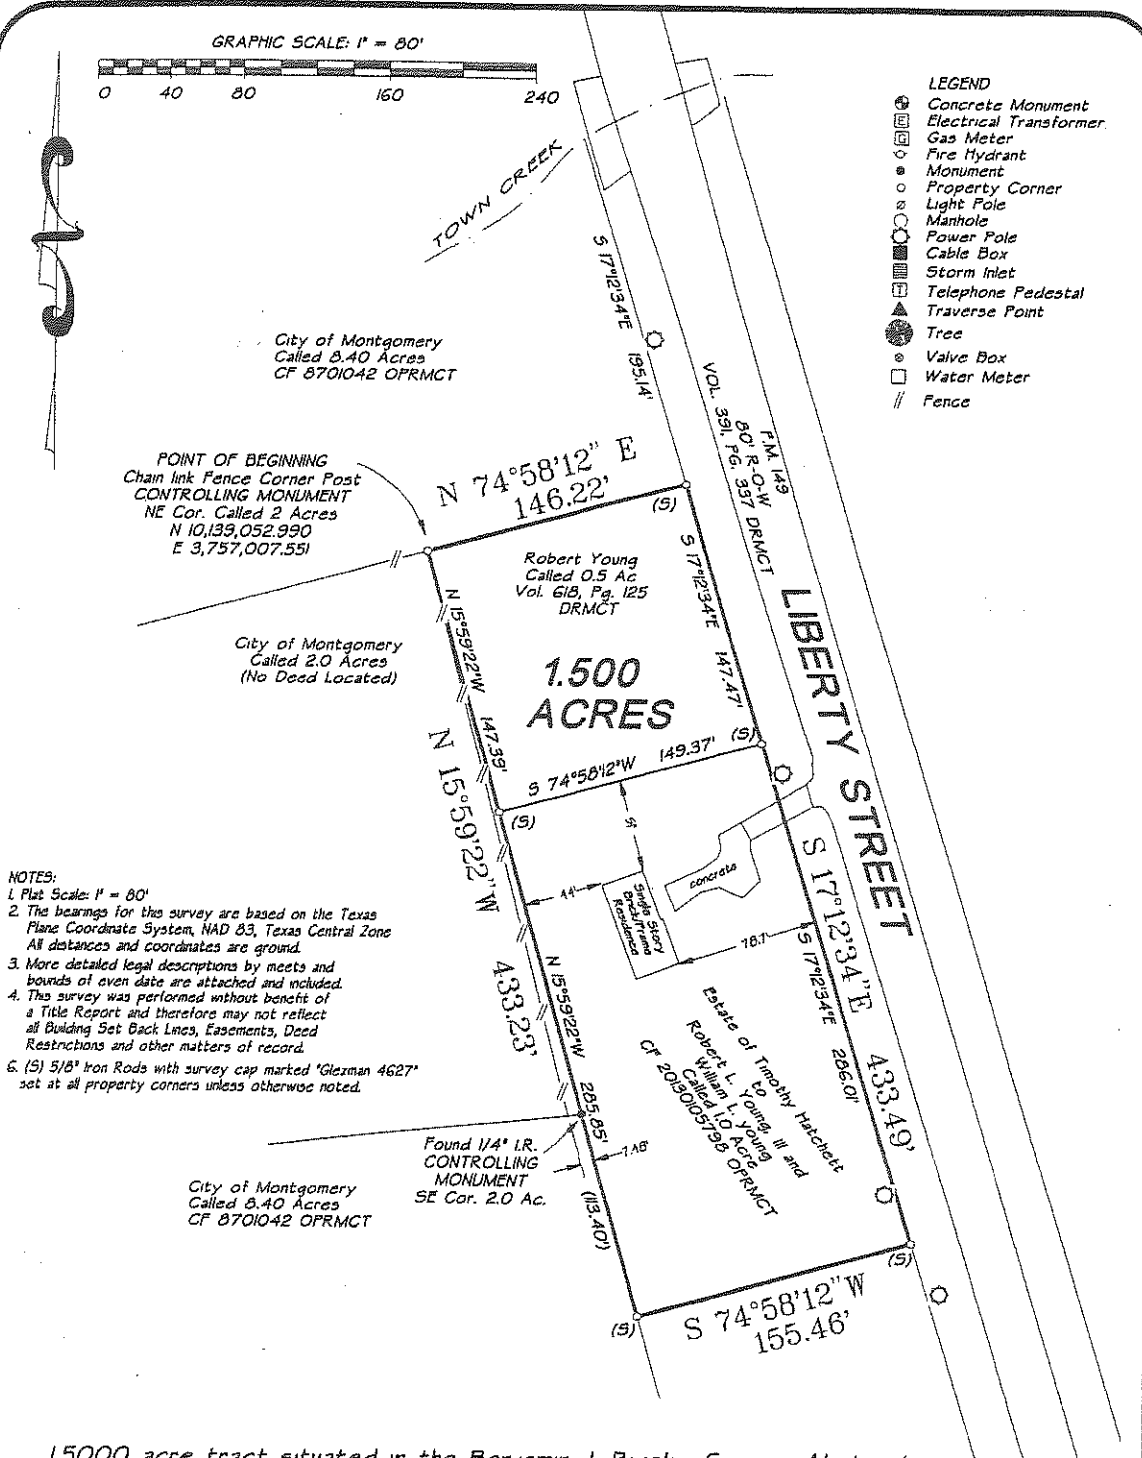 GRAPHIC SCALE: 1" = 80'
0 40 80 160 240
LEGEND
Concrete Monument
E Electrical Transformer
G Gas Meter
Fire Hydrant
Monument
Property Corner
Light Pole
Manhole
Power Pole
Cable Box
Storm Inlet
T Telephone Pedestal
Traverse Point
Tree
Valve Box
Water Meter
// Fence
TOWN CREEK
S 17°12'34"E 195.14'
City of Montgomery
Called 8.40 Acres
CF 8701042 OPRMCT
F.M. 149
80' R-O-W
VOL. 391, PG. 337 DRMCT
LIBERTY STREET
POINT OF BEGINNING
Chain link Fence Corner Post
CONTROLLING MONUMENT
NE Cor. Called 2 Acres
N 10,139,052.990
E 3,757,007.551
N 74°58'12" E
146.22'
(S)
Robert Young
Called 0.5 Ac
Vol. 618, Pg. 125
DRMCT
S 17°12'34"E 147.47'
N 15°59'22"W 147.39'
City of Montgomery
Called 2.0 Acres
(No Deed Located)
1.500
ACRES
(S)
S 74°58'12"W 149.37'
(S)
N 15°59'22"W 433.23'
concrete
44'
Single Story
Brick/Frame
Residence
78.7'
S 17°12'34"E 433.49'
S 17°12'34"E 286.01'
N 15°59'22"W 285.85'
NOTES:
1. Plat Scale: 1" = 80'
2. The bearings for this survey are based on the Texas
Plane Coordinate System, NAD 83, Texas Central Zone
All distances and coordinates are ground.
3. More detailed legal descriptions by meets and
bounds of even date are attached and included.
4. This survey was performed without benefit of
a Title Report and therefore may not reflect
all Building Set Back Lines, Easements, Deed
Restrictions and other matters of record.
6. (S) 5/8" Iron Rods with survey cap marked "Glezman 4627"
set at all property corners unless otherwise noted.
Estate of Timothy Hatchett
to
Robert L. Young, III and
William L. Young
Called 1.0 Acre
CF 20130105798 OPRMCT
Found 1/4" I.R.
CONTROLLING
MONUMENT
SE Cor. 2.0 Ac.
(113.40')
City of Montgomery
Called 8.40 Acres
CF 8701042 OPRMCT
(S)
(S)
S 74°58'12"W
155.46'
1.5000 acre tract situated in the Benjamin